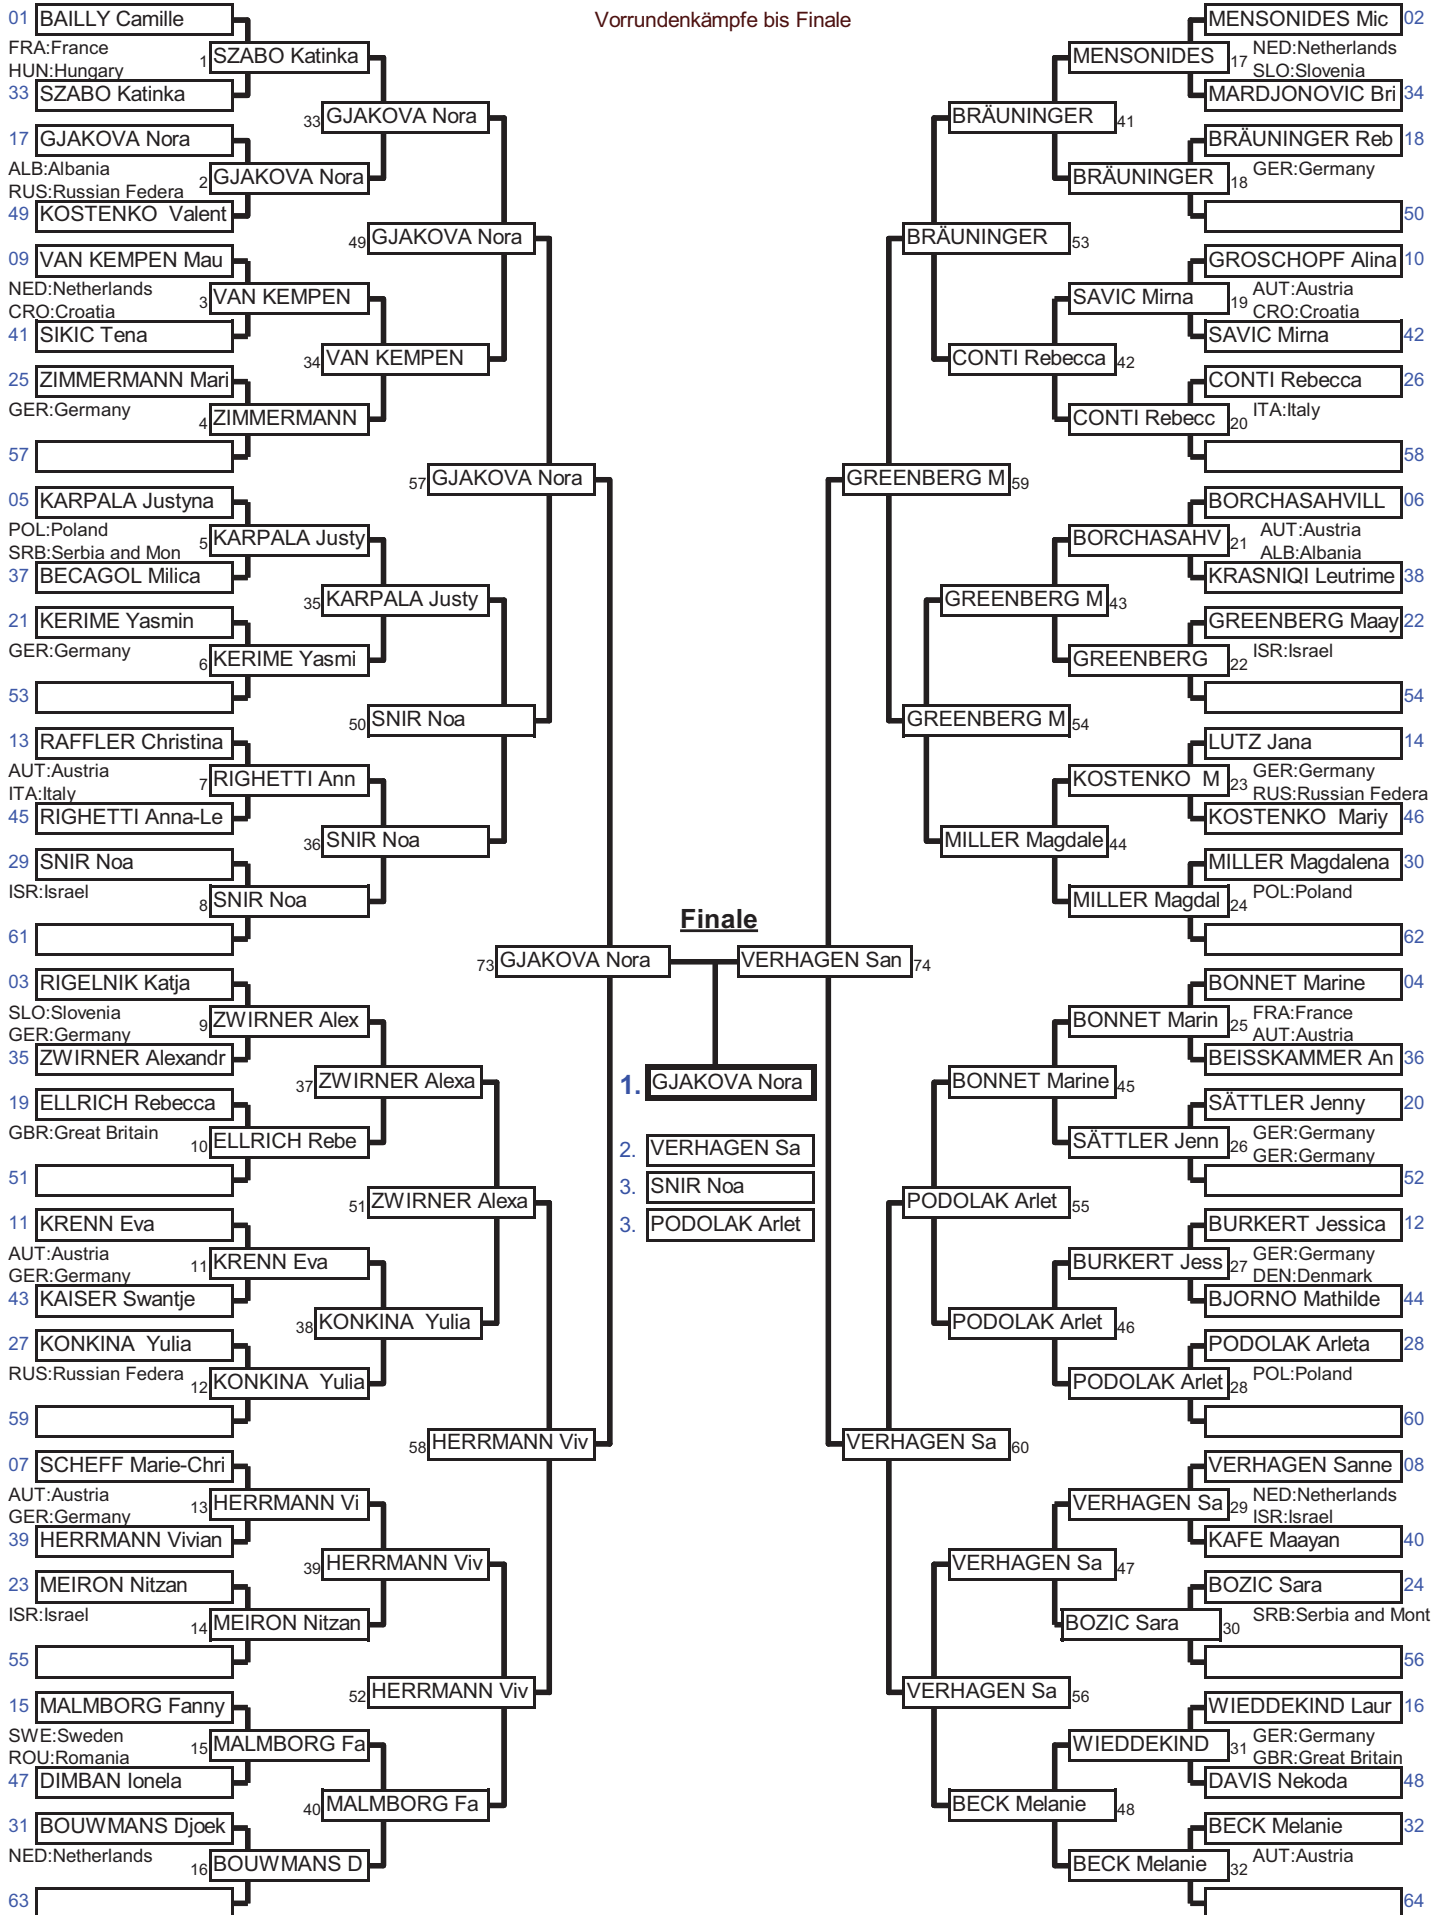 Vorrundenkämpfe bis Finale
01 BAILLY Camille
FRA:France
HUN:Hungary
1 SZABO Katinka
33 SZABO Katinka
33 GJAKOVA Nora
17 GJAKOVA Nora
ALB:Albania
RUS:Russian Federa
2 GJAKOVA Nora
49 KOSTENKO Valent
49 GJAKOVA Nora
09 VAN KEMPEN Mau
NED:Netherlands
CRO:Croatia
3 VAN KEMPEN
41 SIKIC Tena
34 VAN KEMPEN
25 ZIMMERMANN Mari
GER:Germany
4 ZIMMERMANN
57
57 GJAKOVA Nora
05 KARPALA Justyna
POL:Poland
SRB:Serbia and Mon
5 KARPALA Justy
37 BECAGOL Milica
35 KARPALA Justy
21 KERIME Yasmin
GER:Germany
6 KERIME Yasmi
53
50 SNIR Noa
13 RAFFLER Christina
AUT:Austria
ITA:Italy
7 RIGHETTI Ann
45 RIGHETTI Anna-Le
36 SNIR Noa
29 SNIR Noa
ISR:Israel
8 SNIR Noa
61
73 GJAKOVA Nora
03 RIGELNIK Katja
SLO:Slovenia
GER:Germany
9 ZWIRNER Alex
35 ZWIRNER Alexandr
37 ZWIRNER Alexa
19 ELLRICH Rebecca
GBR:Great Britain
10 ELLRICH Rebe
51
51 ZWIRNER Alexa
11 KRENN Eva
AUT:Austria
GER:Germany
11 KRENN Eva
43 KAISER Swantje
38 KONKINA Yulia
27 KONKINA Yulia
RUS:Russian Federa
12 KONKINA Yulia
59
58 HERRMANN Viv
07 SCHEFF Marie-Chri
AUT:Austria
GER:Germany
13 HERRMANN Vi
39 HERRMANN Vivian
39 HERRMANN Viv
23 MEIRON Nitzan
ISR:Israel
14 MEIRON Nitzan
55
52 HERRMANN Viv
15 MALMBORG Fanny
SWE:Sweden
ROU:Romania
15 MALMBORG Fa
47 DIMBAN Ionela
40 MALMBORG Fa
31 BOUWMANS Djoek
NED:Netherlands
16 BOUWMANS D
63
Finale
1. GJAKOVA Nora
2. VERHAGEN Sa
3. SNIR Noa
3. PODOLAK Arlet
MENSONIDES Mic 02
MENSONIDES 17
NED:Netherlands
SLO:Slovenia
MARDJONOVIC Bri 34
BRÄUNINGER 41
BRÄUNINGER Reb 18
BRÄUNINGER 18
GER:Germany
50
BRÄUNINGER 53
GROSCHOPF Alina 10
SAVIC Mirna 19
AUT:Austria
CRO:Croatia
SAVIC Mirna 42
CONTI Rebecca 42
CONTI Rebecca 26
CONTI Rebecc 20
ITA:Italy
58
GREENBERG M 59
BORCHASAHVILL 06
BORCHASAHV 21
AUT:Austria
ALB:Albania
KRASNIQI Leutrime 38
GREENBERG M 43
GREENBERG Maay 22
GREENBERG 22
ISR:Israel
54
GREENBERG M 54
LUTZ Jana 14
KOSTENKO M 23
GER:Germany
RUS:Russian Federa
KOSTENKO Mariy 46
MILLER Magdale 44
MILLER Magdalena 30
MILLER Magdal 24
POL:Poland
62
VERHAGEN San 74
BONNET Marine 04
BONNET Marin 25
FRA:France
AUT:Austria
BEISSKAMMER An 36
BONNET Marine 45
SÄTTLER Jenny 20
SÄTTLER Jenn 26
GER:Germany
GER:Germany
52
PODOLAK Arlet 55
BURKERT Jessica 12
BURKERT Jess 27
GER:Germany
DEN:Denmark
BJORNO Mathilde 44
PODOLAK Arlet 46
PODOLAK Arleta 28
PODOLAK Arlet 28
POL:Poland
60
VERHAGEN Sa 60
VERHAGEN Sanne 08
VERHAGEN Sa 29
NED:Netherlands
ISR:Israel
KAFE Maayan 40
VERHAGEN Sa 47
BOZIC Sara 24
BOZIC Sara 30
SRB:Serbia and Mont
56
VERHAGEN Sa 56
WIEDDEKIND Laur 16
WIEDDEKIND 31
GER:Germany
GBR:Great Britain
DAVIS Nekoda 48
BECK Melanie 48
BECK Melanie 32
BECK Melanie 32
AUT:Austria
64